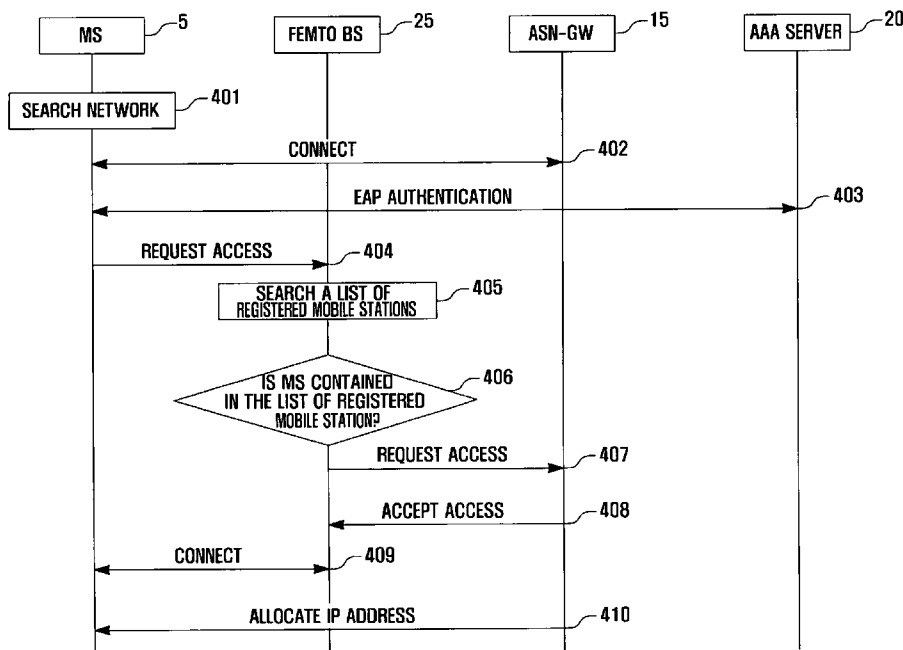 MS 5
FEMTO BS 25
ASN-GW 15
AAA SERVER 20
SEARCH NETWORK 401
CONNECT 402
EAP AUTHENTICATION 403
REQUEST ACCESS 404
SEARCH A LIST OF
REGISTERED MOBILE STATIONS 405
IS MS CONTAINED
IN THE LIST OF REGISTERED
MOBILE STATION? 406
REQUEST ACCESS 407
ACCEPT ACCESS 408
CONNECT 409
ALLOCATE IP ADDRESS 410